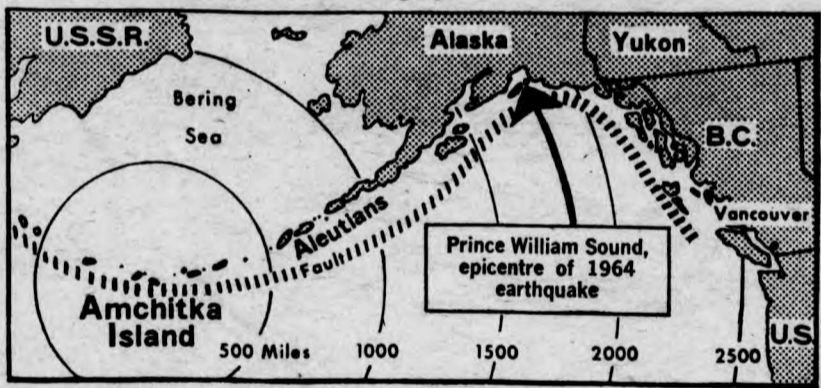 U.S.S.R.
Alaska
Yukon
Bering
Sea
B.C.
Aleutians
Fault
Vancouver
Prince William Sound,
epicentre of 1964
earthquake
Amchitka
Island
U.S.
500 Miles
1000
1500
2000
2500